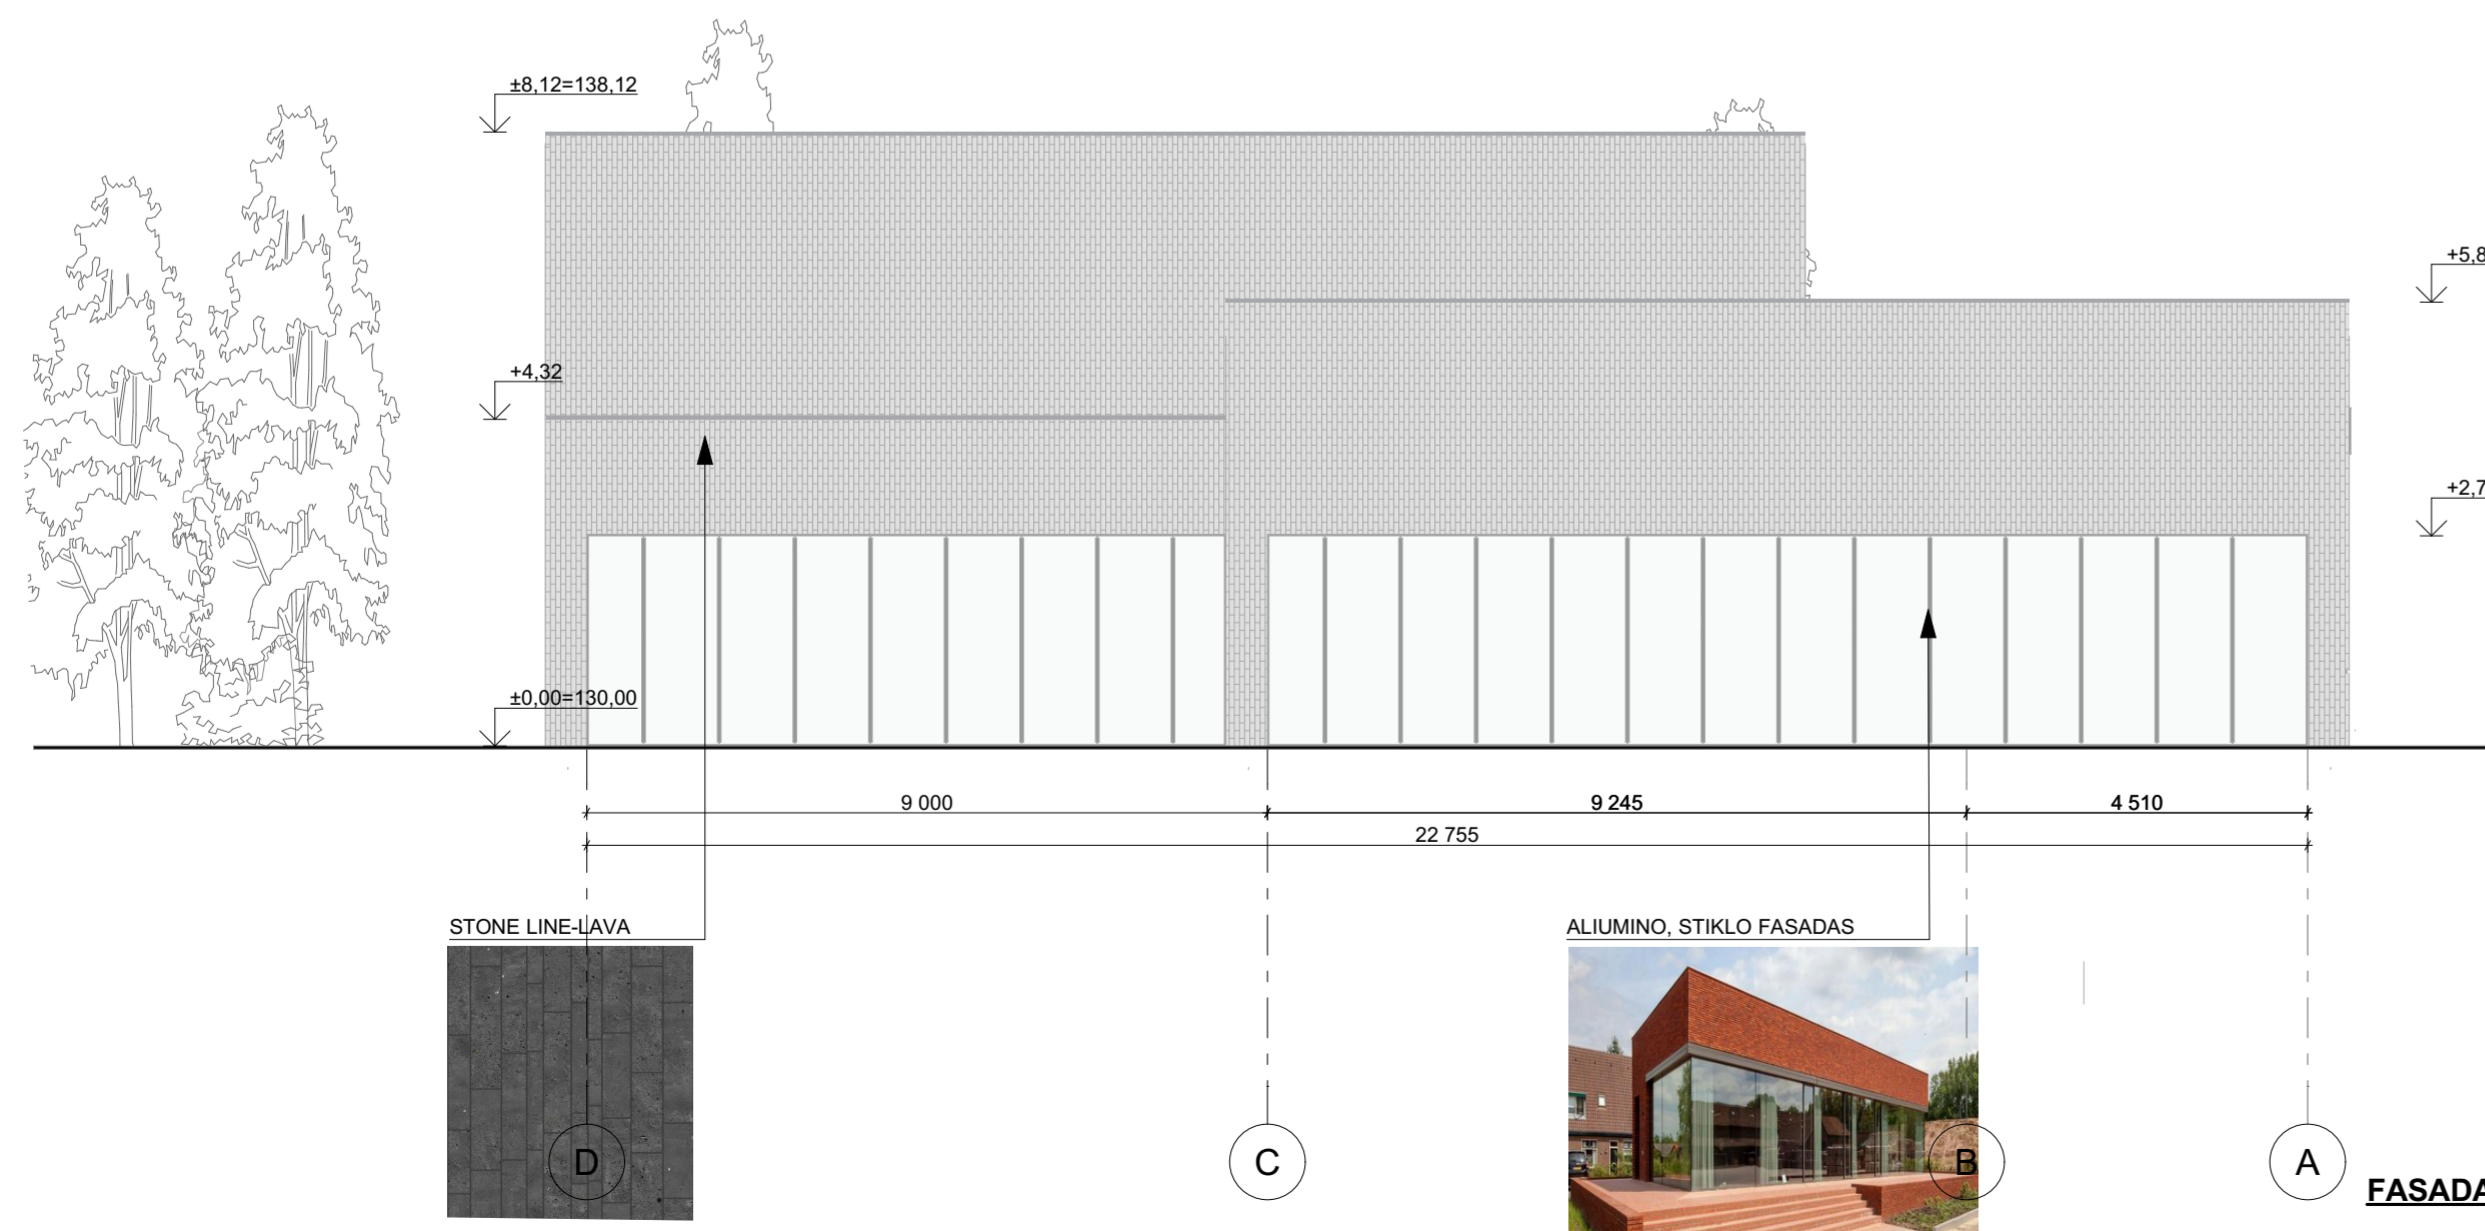 ±8,12=138,12
+5,8
+4,32
+2,7
±0,00=130,00
9 000
9 245
4 510
22 755
STONE LINE-LAVA
ALIUMINO, STIKLO FASADAS
D
C
B
A
FASADA